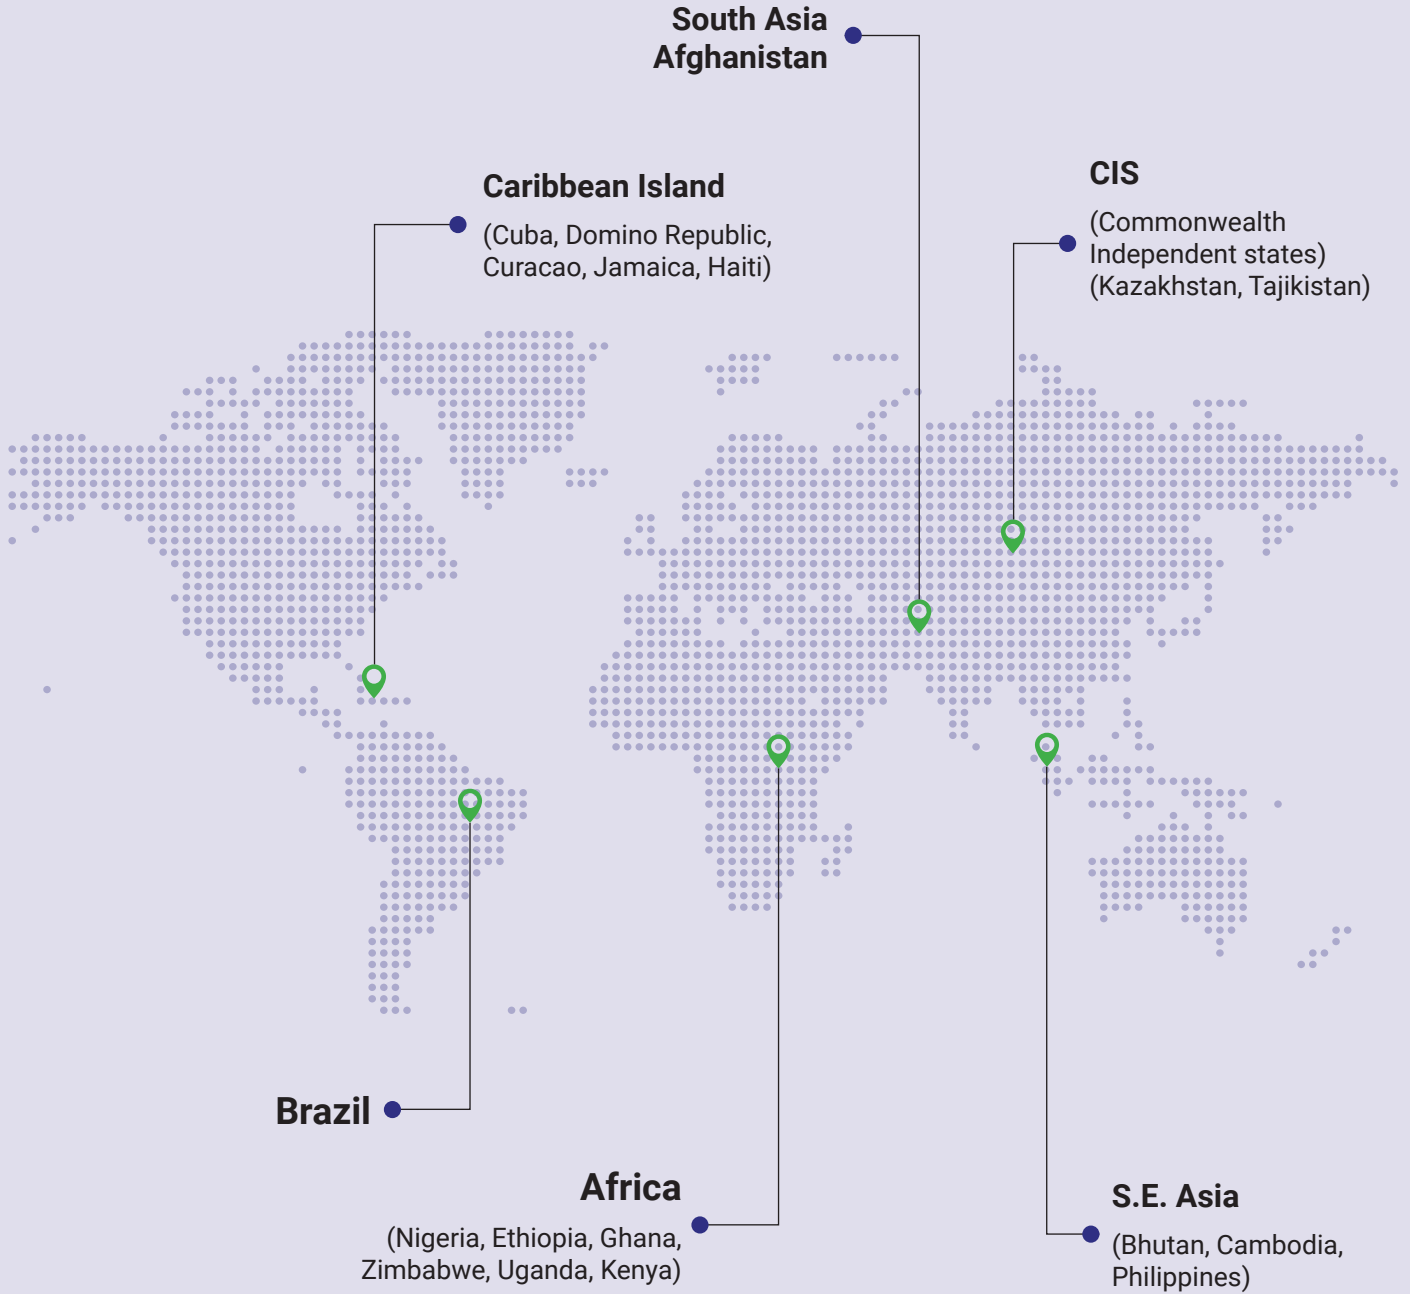 South Asia
Afghanistan
CIS
(Commonwealth
Independent states)
(Kazakhstan, Tajikistan)
Caribbean Island
(Cuba, Domino Republic,
Curacao, Jamaica, Haiti)
Brazil
Africa
(Nigeria, Ethiopia, Ghana,
Zimbabwe, Uganda, Kenya)
S.E. Asia
(Bhutan, Cambodia,
Philippines)